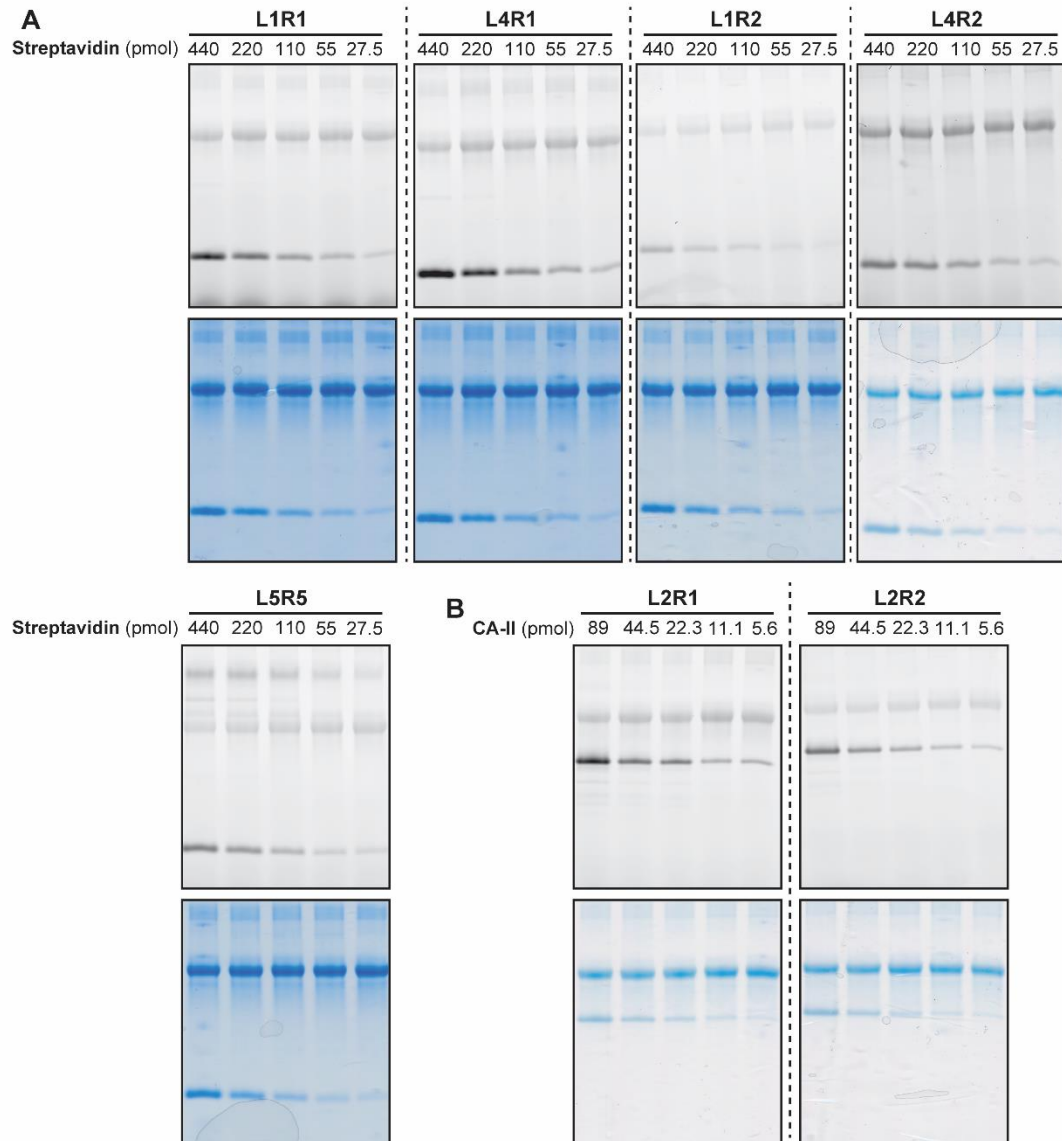 A
L1R1 L4R1 L1R2 L4R2
Streptavidin (pmol) 440 220 110 55 27.5 440 220 110 55 27.5 440 220 110 55 27.5 440 220 110 55 27.5
L5R5
Streptavidin (pmol) 440 220 110 55 27.5
B
L2R1 L2R2
CA-II (pmol) 89 44.5 22.3 11.1 5.6 89 44.5 22.3 11.1 5.6